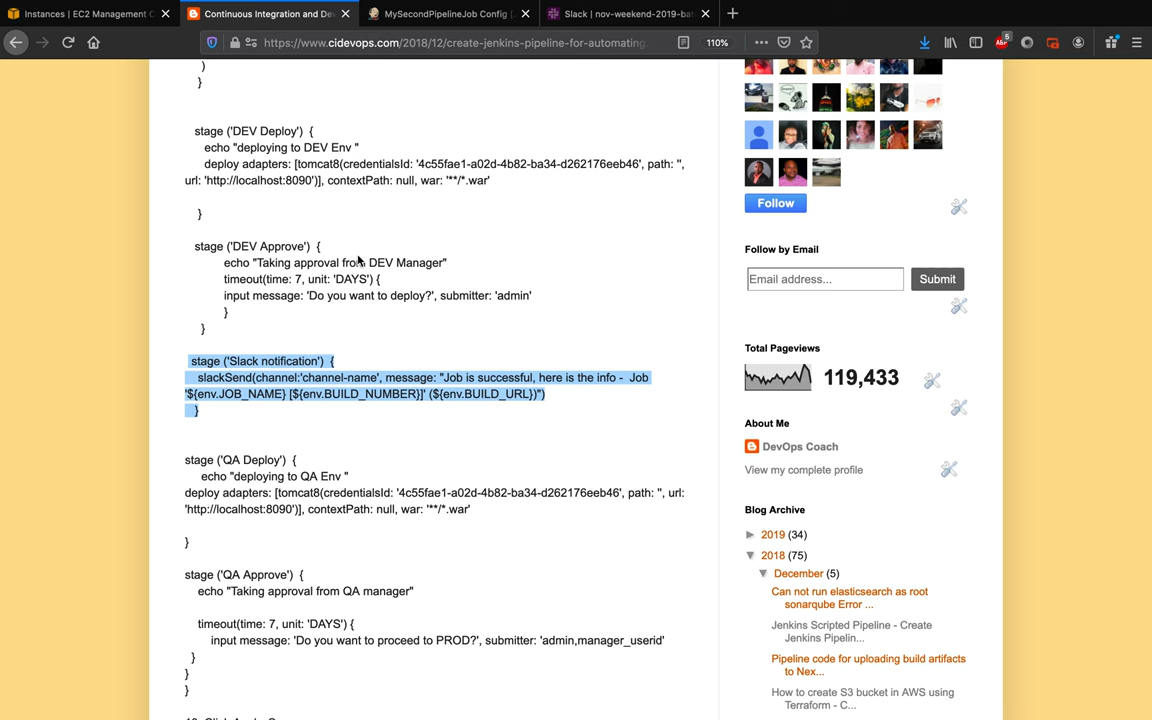 Instances | EC2 Management C
Continuous Integration and Dev
MySecondPipelineJob Config [
Slack | nov-weekend-2019-bat
https://www.cidevops.com/2018/12/create-jenkins-pipeline-for-automating
110%
5
)
}
stage ('DEV Deploy') {
echo "deploying to DEV Env "
deploy adapters: [tomcat8(credentialsId: '4c55fae1-a02d-4b82-ba34-d262176eeb46', path: '',
url: 'http://localhost:8090')], contextPath: null, war: '**/*.war'
}
stage ('DEV Approve') {
echo "Taking approval from DEV Manager"
timeout(time: 7, unit: 'DAYS') {
input message: 'Do you want to deploy?', submitter: 'admin'
}
}
stage ('Slack notification') {
slackSend(channel:'channel-name', message: "Job is successful, here is the info - Job
'${env.JOB_NAME} [${env.BUILD_NUMBER}]' (${env.BUILD_URL})")
}
stage ('QA Deploy') {
echo "deploying to QA Env "
deploy adapters: [tomcat8(credentialsId: '4c55fae1-a02d-4b82-ba34-d262176eeb46', path: '', url:
'http://localhost:8090')], contextPath: null, war: '**/*.war'
}
stage ('QA Approve') {
echo "Taking approval from QA manager"
timeout(time: 7, unit: 'DAYS') {
input message: 'Do you want to proceed to PROD?', submitter: 'admin,manager_userid'
}
}
}
Follow
Follow by Email
Email address...
Submit
Total Pageviews
119,433
About Me
DevOps Coach
View my complete profile
Blog Archive
► 2019 (34)
▼ 2018 (75)
▼ December (5)
Can not run elasticsearch as root
sonarqube Error ...
Jenkins Scripted Pipeline - Create
Jenkins Pipelin...
Pipeline code for uploading build artifacts
to Nex...
How to create S3 bucket in AWS using
Terraform - C...